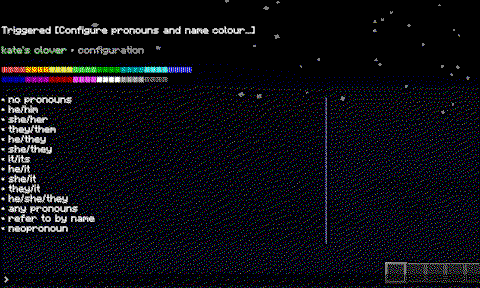 Triggered [Configure pronouns and name colour...]
kate's clover • configuration
• no pronouns
• he/him
• she/her
• they/them
• he/they
• she/they
• it/its
• he/it
• she/it
• they/it
• he/she/they
• any pronouns
• refer to by name
• neopronoun
>